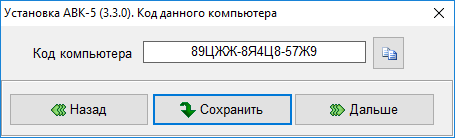 Установка АВК-5 (3.3.0). Код данного компьютера
Код компьютера 89ЦЖЖ-8Я4Ц8-57Ж9
Назад Сохранить Дальше